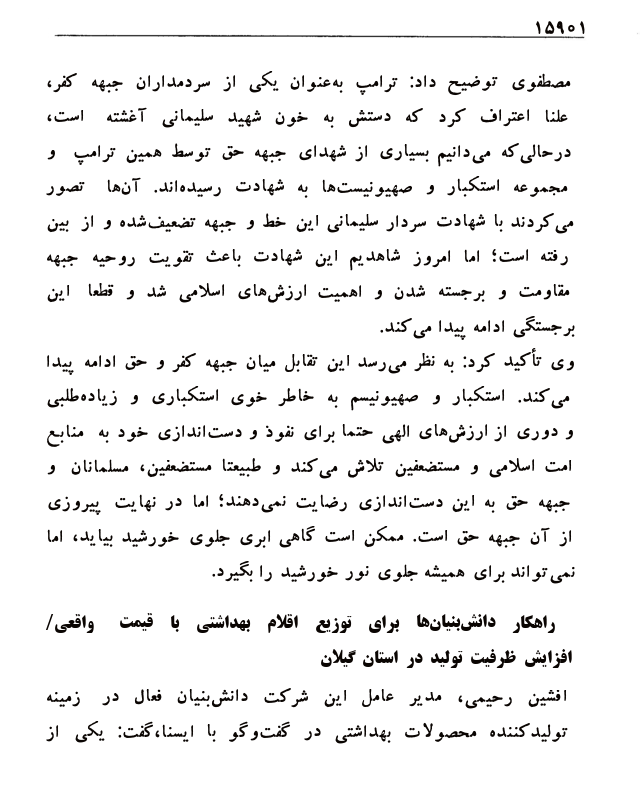 ۱۵۹۰۱
مصطفوی توضیح داد: ترامپ به‌عنوان یکی از سردمداران جبهه کفر،
علنا اعتراف کرد که دستش به خون شهید سلیمانی آغشته است،
درحالی‌که می‌دانیم بسیاری از شهدای جبهه حق توسط همین ترامپ و
مجموعه استکبار و صهیونیست‌ها به شهادت رسیده‌اند. آن‌ها تصور
می‌کردند با شهادت سردار سلیمانی این خط و جبهه تضعیف‌شده و از بین
رفته است؛ اما امروز شاهدیم این شهادت باعث تقویت روحیه جبهه
مقاومت و برجسته شدن و اهمیت ارزش‌های اسلامی شد و قطعا این
برجستگی ادامه پیدا می‌کند.
وی تأکید کرد: به نظر می‌رسد این تقابل میان جبهه کفر و حق ادامه پیدا
می‌کند. استکبار و صهیونیسم به خاطر خوی استکباری و زیاده‌طلبی
و دوری از ارزش‌های الهی حتما برای نفوذ و دست‌اندازی خود به منابع
امت اسلامی و مستضعفین تلاش می‌کند و طبیعتا مستضعفین، مسلمانان و
جبهه حق به این دست‌اندازی رضایت نمی‌دهند؛ اما در نهایت پیروزی
از آن جبهه حق است. ممکن است گاهی ابری جلوی خورشید بیاید، اما
نمی‌تواند برای همیشه جلوی نور خورشید را بگیرد.
راهکار دانش‌بنیان‌ها برای توزیع اقلام بهداشتی با قیمت واقعی/
افزایش ظرفیت تولید در استان گیلان
افشین رحیمی، مدیر عامل این شرکت دانش‌بنیان فعال در زمینه
تولیدکننده محصولات بهداشتی در گفت‌وگو با ایسنا،گفت: یکی از